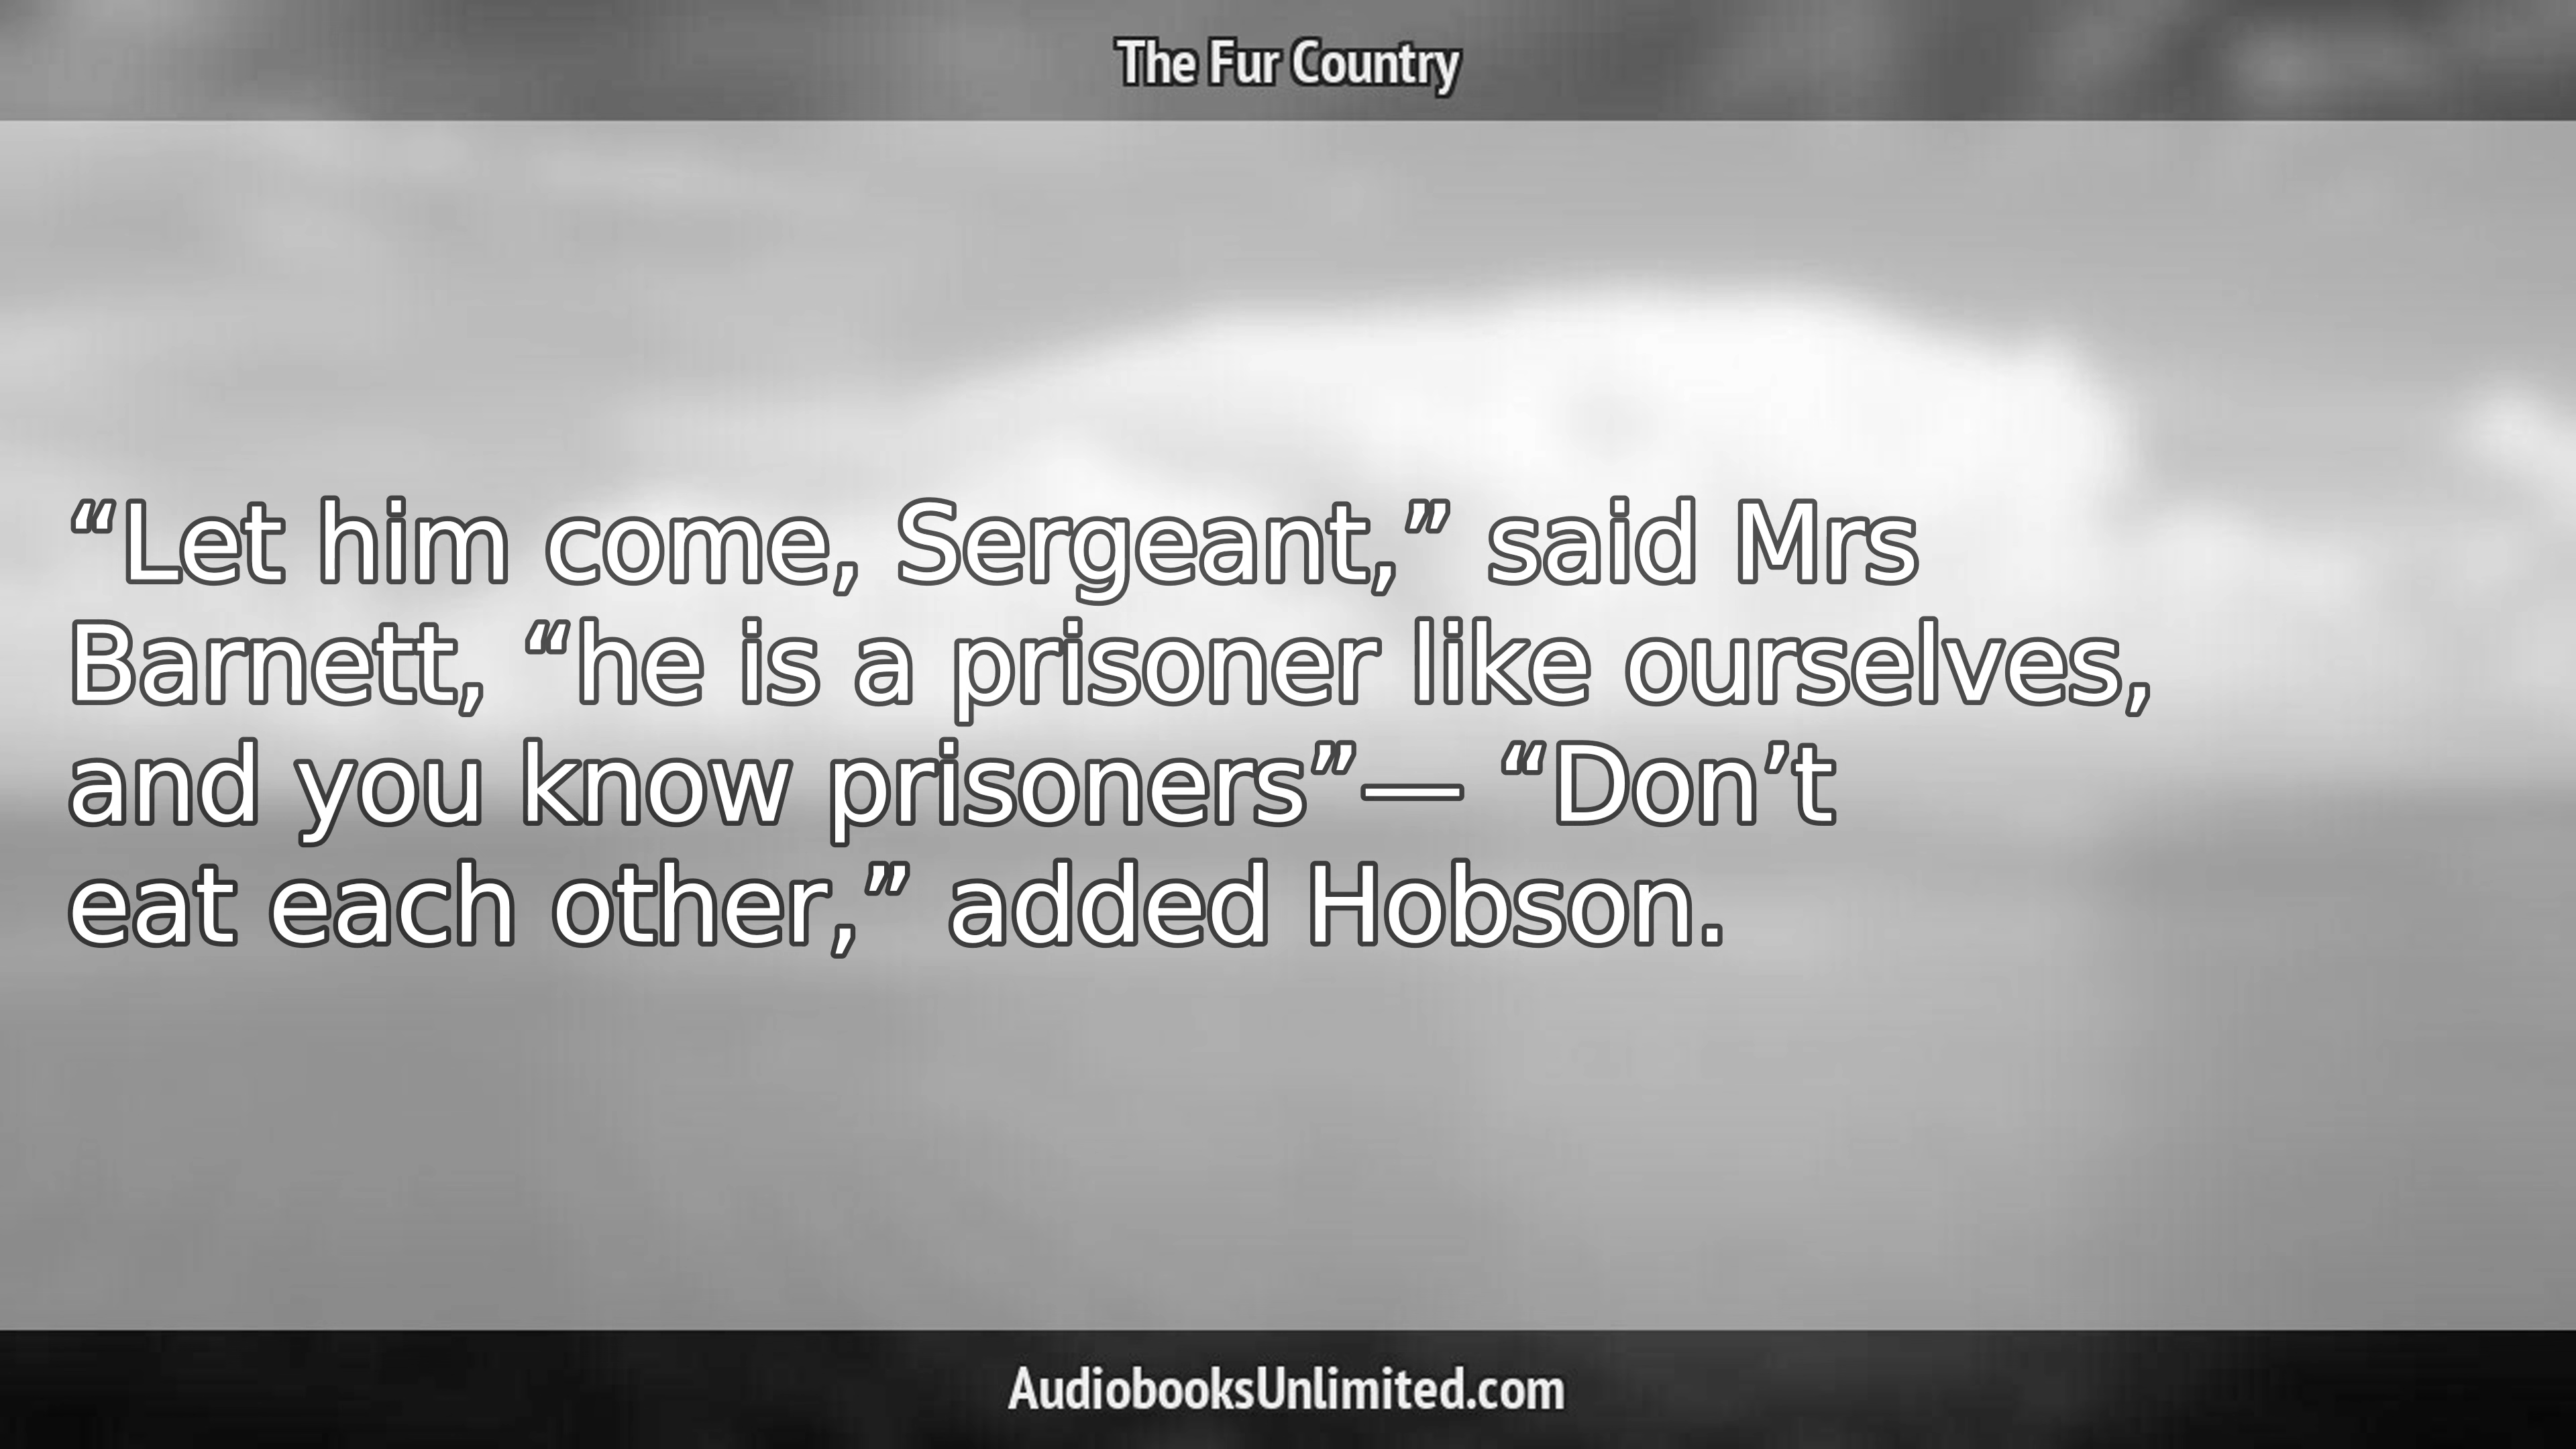 The Fur Country
“Let him come, Sergeant,” said Mrs
Barnett, “he is a prisoner like ourselves,
and you know prisoners”— “Don’t
eat each other,” added Hobson.
AudiobooksUnlimited.com